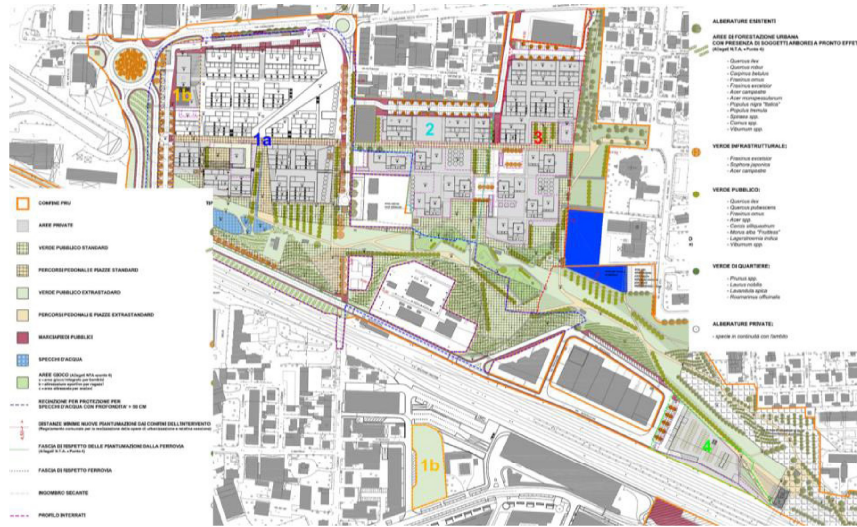 1b
1a
2
3
4
1b
CONFINE PRU
AREE PRIVATE
VERDE PUBBLICO STANDARD
PERCORSI PEDONALI E PIAZZE STANDARD
VERDE PUBBLICO EXTRASTADARD
PERCORSI PEDONALI E PIAZZE EXTRASTANDARD
MARCIAPIEDI PUBBLICI
SPECCHI D'ACQUA
AREE GIOCO
RECINZIONE PER PROTEZIONE PER
SPECCHI D'ACQUA CON PROFONDITA' > 50 CM
DISTANZE MINIME NUOVE PIANTUMAZIONI DAI CONFINI DELL'INTERVENTO
FASCIA DI RISPETTO DELLE PIANTUMAZIONI DALLA FERROVIA
FASCIA DI RISPETTO FERROVIA
INGOMBRO SECANTE
PROFILO INTERRATI
ALBERATURE ESISTENTI
AREE DI FORESTAZIONE URBANA
CON PRESENZA DI SOGGETTI ARBOREI A PRONTO EFFET
(Allegati N.T.A. «Punto 4)
- Quercus ilex
- Quercus robur
- Carpinus betulus
- Fraxinus ornus
- Fraxinus excelsior
- Acer campestre
- Acer monspessulanum
- Populus nigra "Italica"
- Populus tremula
- Spiraea spp.
- Cornus spp.
- Viburnum spp.
VERDE INFRASTRUTTURALE:
- Fraxinus excelsior
- Sophora japonica
- Acer campestre
VERDE PUBBLICO:
- Quercus ilex
- Quercus pubescens
- Fraxinus ornus
- Acer spp.
- Cercis siliquastrum
- Morus alba "Fruitless"
- Lagerstroemia indica
- Viburnum spp.
VERDE DI QUARTIERE:
- Prunus spp.
- Laurus nobilis
- Lavandula spica
- Rosmarinus officinalis
ALBERATURE PRIVATE:
- specie in continuità con l'ambito